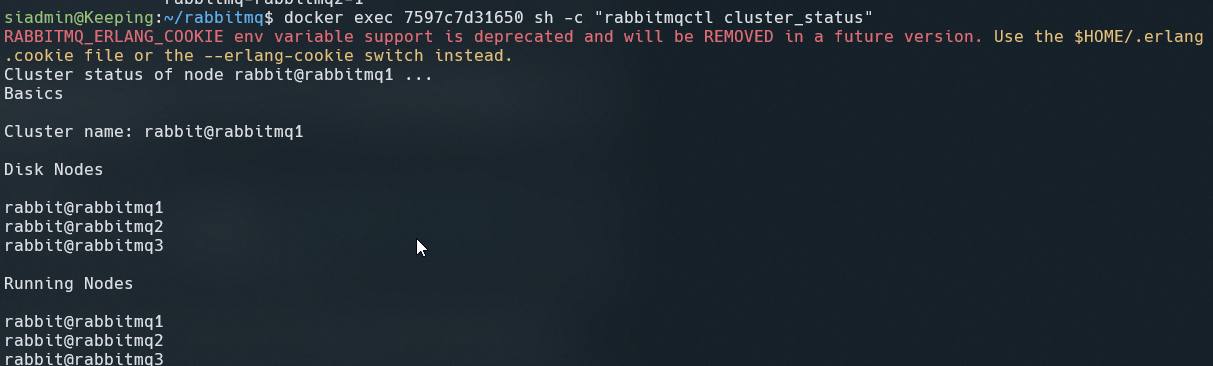 rabbitmq-rabbitmq2-1
siadmin@Keeping:~/rabbitmq$ docker exec 7597c7d31650 sh -c "rabbitmqctl cluster_status"
RABBITMQ_ERLANG_COOKIE env variable support is deprecated and will be REMOVED in a future version. Use the $HOME/.erlang
.cookie file or the --erlang-cookie switch instead.
Cluster status of node rabbit@rabbitmq1 ...
Basics
Cluster name: rabbit@rabbitmq1
Disk Nodes
rabbit@rabbitmq1
rabbit@rabbitmq2
rabbit@rabbitmq3
Running Nodes
rabbit@rabbitmq1
rabbit@rabbitmq2
rabbit@rabbitmq3